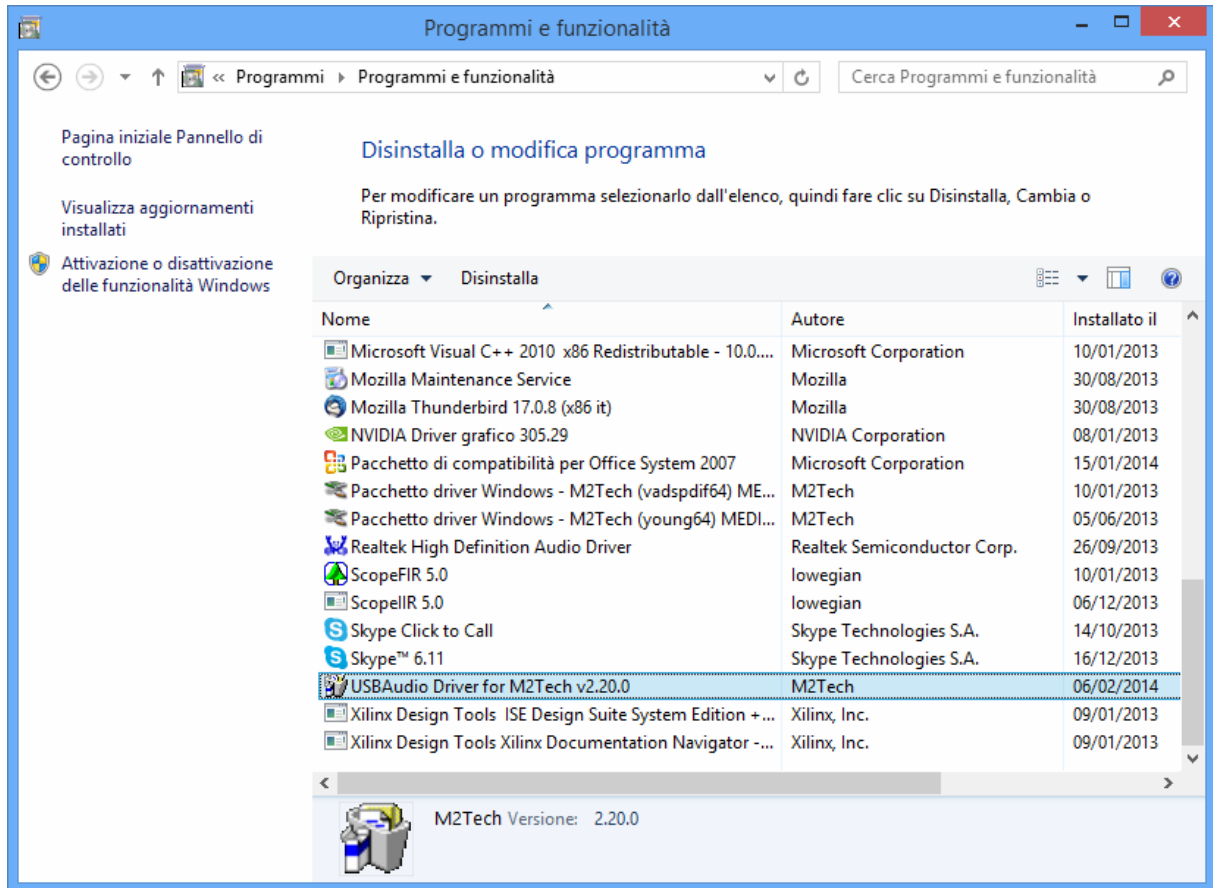 Programmi e funzionalità
« Programmi Programmi e funzionalità Cerca Programmi e funzionalità
Pagina iniziale Pannello di
controllo
Visualizza aggiornamenti
installati
Attivazione o disattivazione
delle funzionalità Windows
Disinstalla o modifica programma
Per modificare un programma selezionarlo dall'elenco, quindi fare clic su Disinstalla, Cambia o
Ripristina.
Organizza Disinstalla
Nome Autore Installato il
Microsoft Visual C++ 2010 x86 Redistributable - 10.0.... Microsoft Corporation 10/01/2013
Mozilla Maintenance Service Mozilla 30/08/2013
Mozilla Thunderbird 17.0.8 (x86 it) Mozilla 30/08/2013
NVIDIA Driver grafico 305.29 NVIDIA Corporation 08/01/2013
Pacchetto di compatibilità per Office System 2007 Microsoft Corporation 15/01/2014
Pacchetto driver Windows - M2Tech (vadspdif64) ME... M2Tech 10/01/2013
Pacchetto driver Windows - M2Tech (young64) MEDI... M2Tech 05/06/2013
Realtek High Definition Audio Driver Realtek Semiconductor Corp. 26/09/2013
ScopeFIR 5.0 Iowegian 10/01/2013
ScopeIIR 5.0 Iowegian 06/12/2013
Skype Click to Call Skype Technologies S.A. 14/10/2013
Skype™ 6.11 Skype Technologies S.A. 16/12/2013
USBAudio Driver for M2Tech v2.20.0 M2Tech 06/02/2014
Xilinx Design Tools ISE Design Suite System Edition +... Xilinx, Inc. 09/01/2013
Xilinx Design Tools Xilinx Documentation Navigator -... Xilinx, Inc. 09/01/2013
M2Tech Versione: 2.20.0